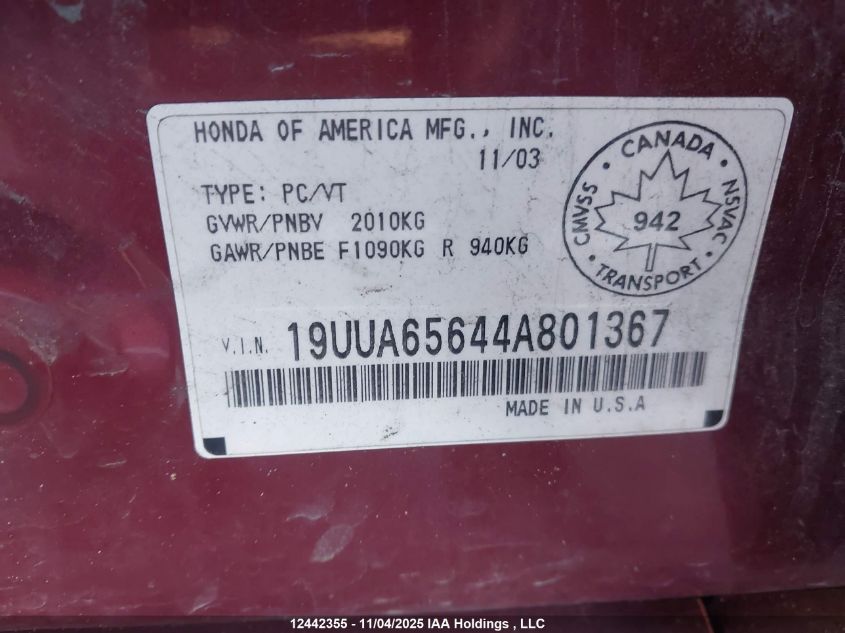 HONDA OF AMERICA MFG., INC.
11/03
TYPE: PC/VT
GVWR/PNBV 2010KG
GAWR/PNBE F1090KG R 940KG
CANADA
CMVSS
NSVAC
942
TRANSPORT
V.I.N. 19UUA65644A801367
MADE IN U.S.A
12442355 - 11/04/2025 IAA Holdings , LLC